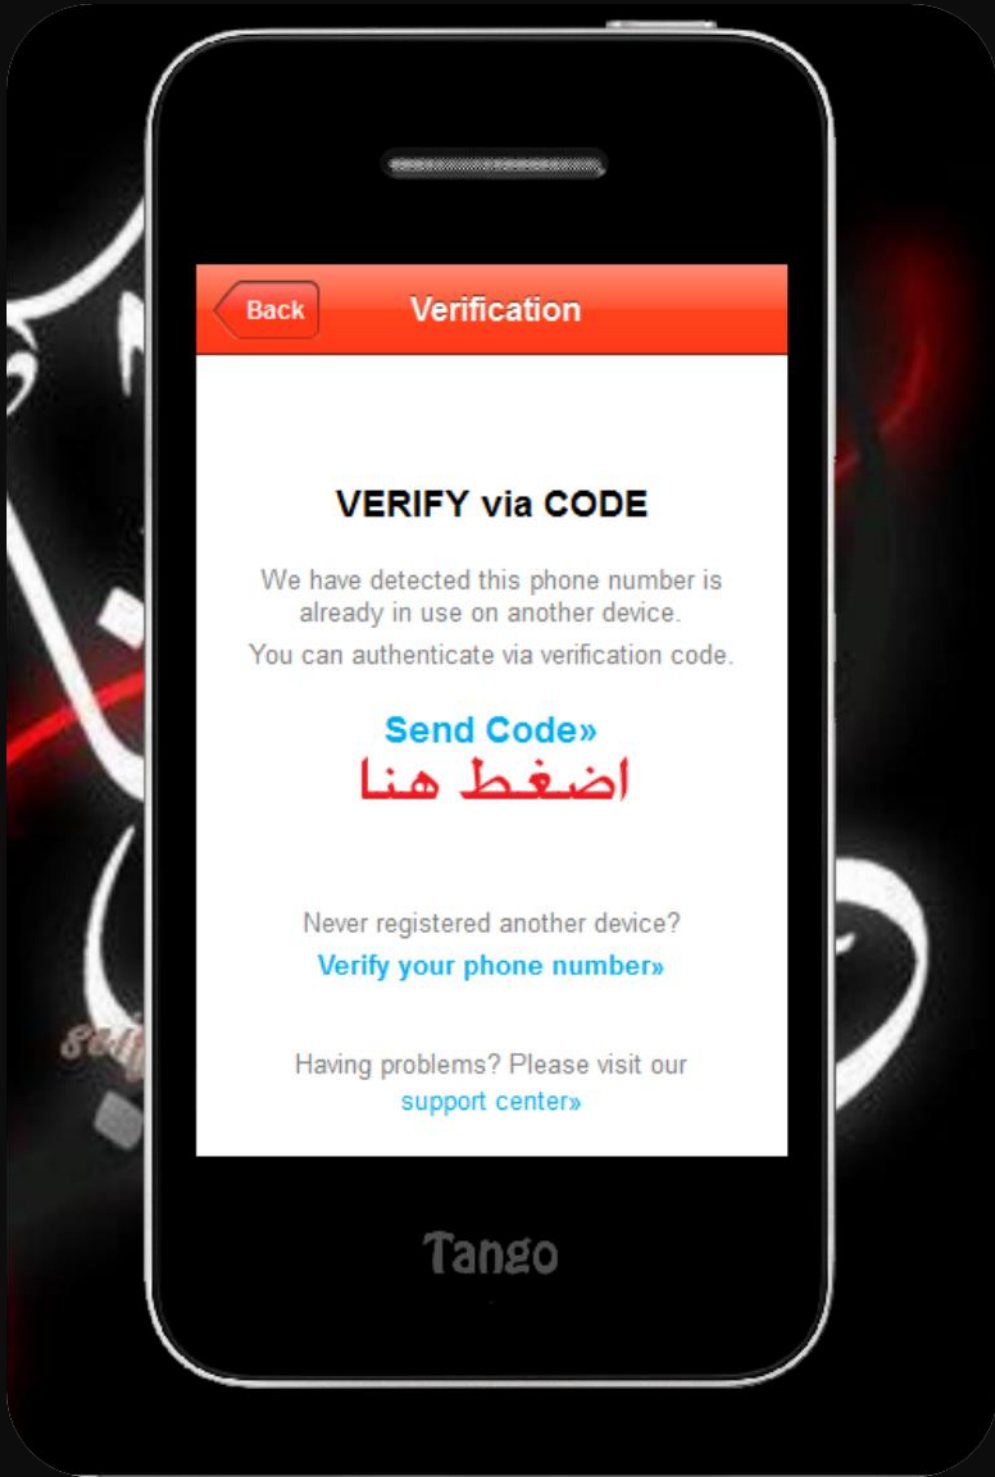 Back
Verification
VERIFY via CODE
We have detected this phone number is
already in use on another device.
You can authenticate via verification code.
Send Code»
اضغط هنا
Never registered another device?
Verify your phone number»
Having problems? Please visit our
support center»
Tango